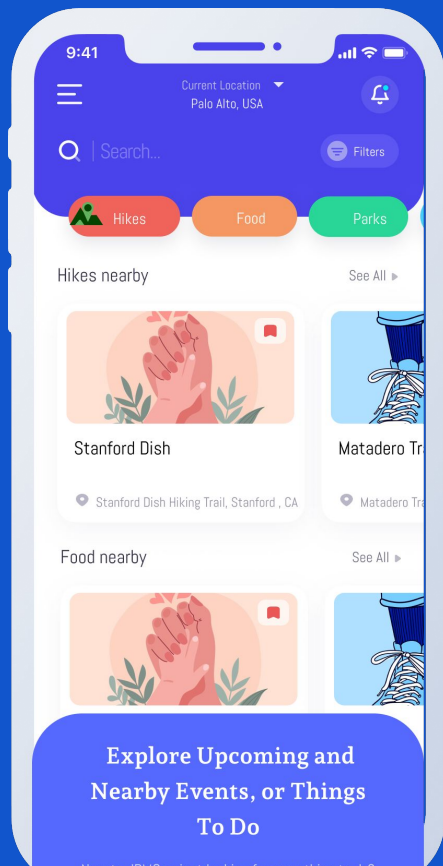 9:41
Current Location
Palo Alto, USA
Search...
Filters
Hikes
Food
Parks
Hikes nearby
See All
Stanford Dish
Matadero Tr
Stanford Dish Hiking Trail, Stanford , CA
Matadero Tra
Food nearby
See All
Explore Upcoming and
Nearby Events, or Things
To Do